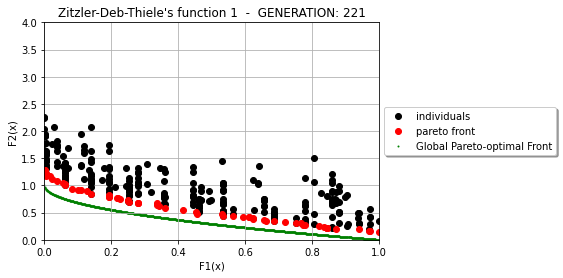 Zitzler-Deb-Thiele's function 1 - GENERATION: 221
4.0
3.5
3.0
2.5
2.0
1.5
1.0
0.5
0.0
F2(x)
0.0 0.2 0.4 0.6 0.8 1.0
F1(x)
individuals
pareto front
Global Pareto-optimal Front